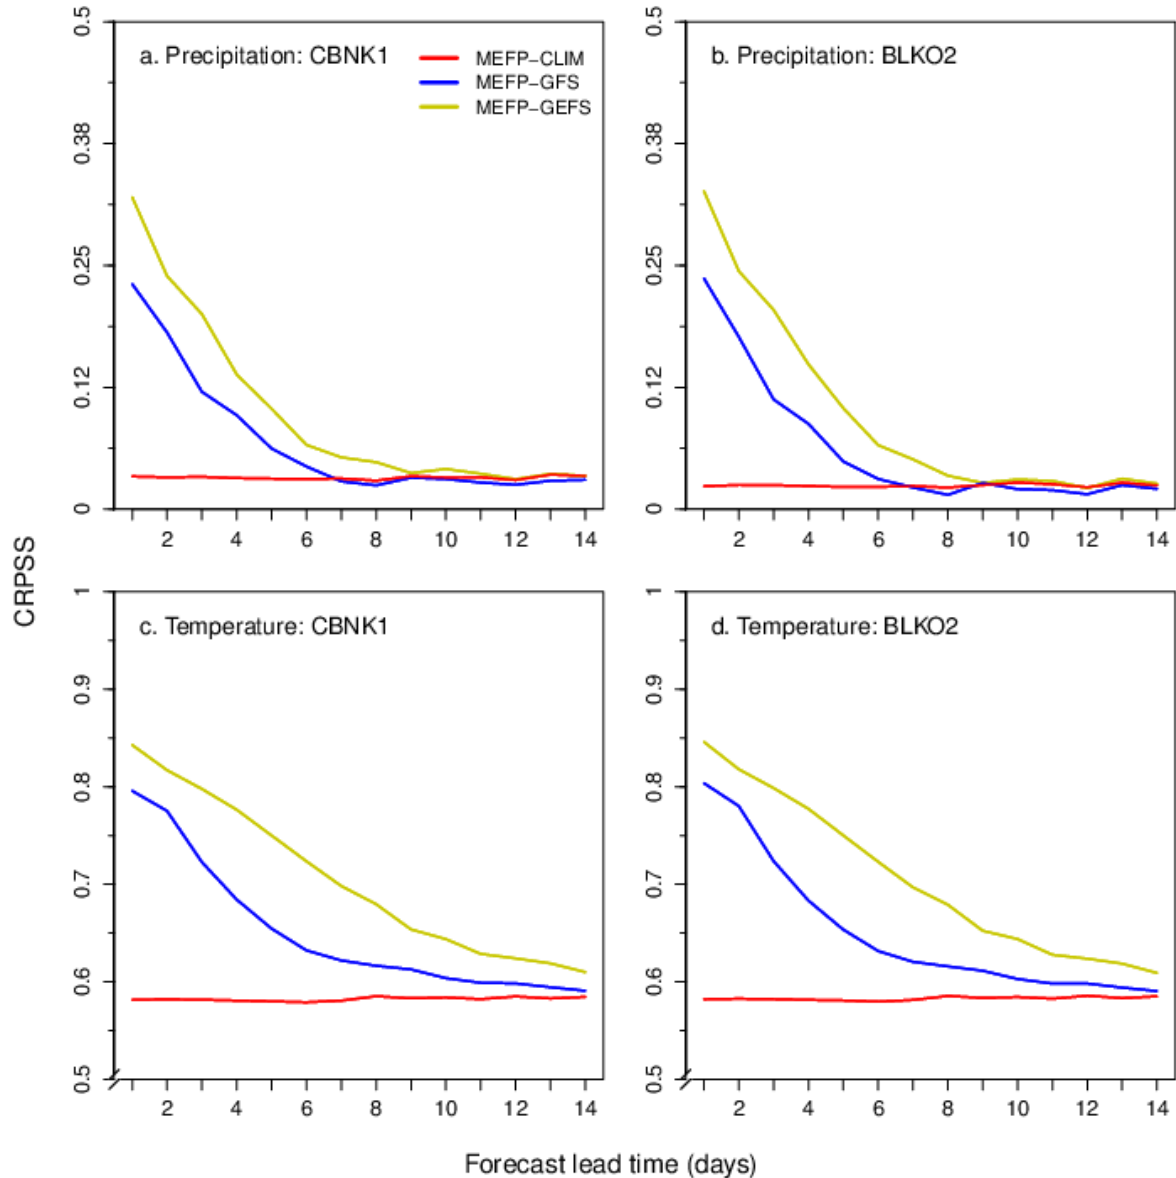 a. Precipitation: CBNK1
MEFP−CLIM
MEFP−GFS
MEFP−GEFS
0.5
0.38
0.25
0.12
0
2 4 6 8 10 12 14
b. Precipitation: BLKO2
0.5
0.38
0.25
0.12
0
2 4 6 8 10 12 14
CRPSS
c. Temperature: CBNK1
1
0.9
0.8
0.7
0.6
0.5
2 4 6 8 10 12 14
d. Temperature: BLKO2
1
0.9
0.8
0.7
0.6
0.5
2 4 6 8 10 12 14
Forecast lead time (days)